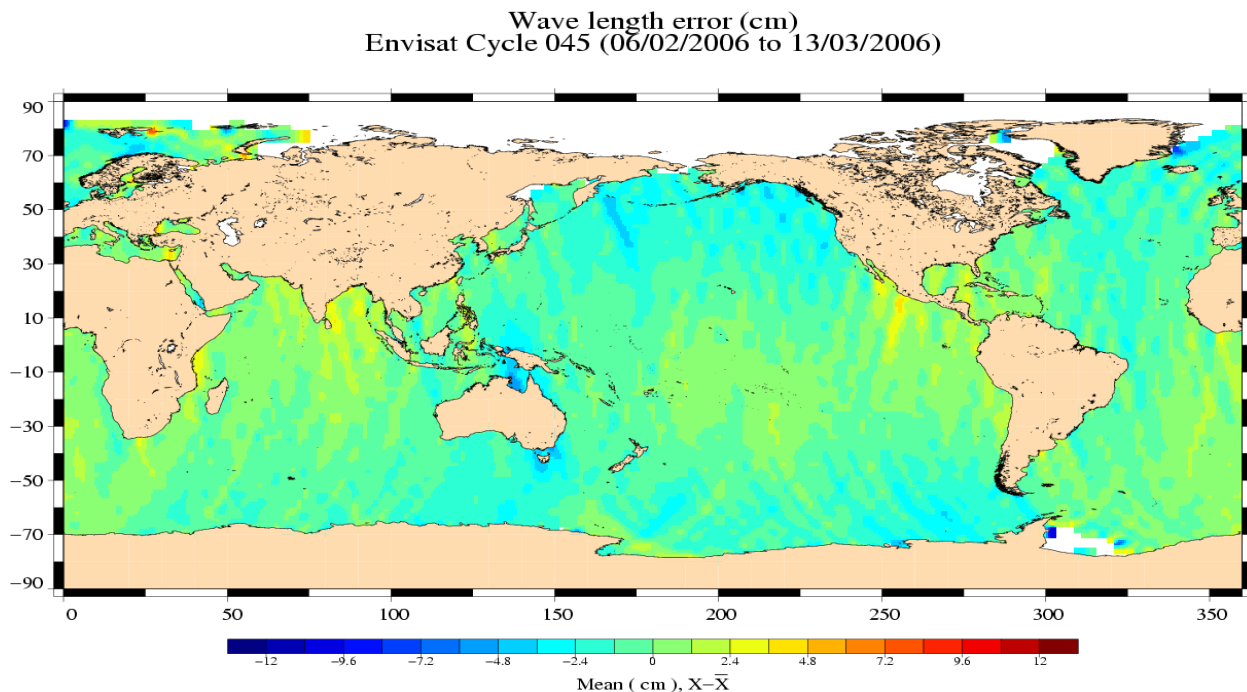 Wave length error (cm)
Envisat Cycle 045 (06/02/2006 to 13/03/2006)
90
70
50
30
10
−10
−30
−50
−70
−90
0 50 100 150 200 250 300 350
−12 −9.6 −7.2 −4.8 −2.4 0 2.4 4.8 7.2 9.6 12
Mean ( cm ), X−X̅